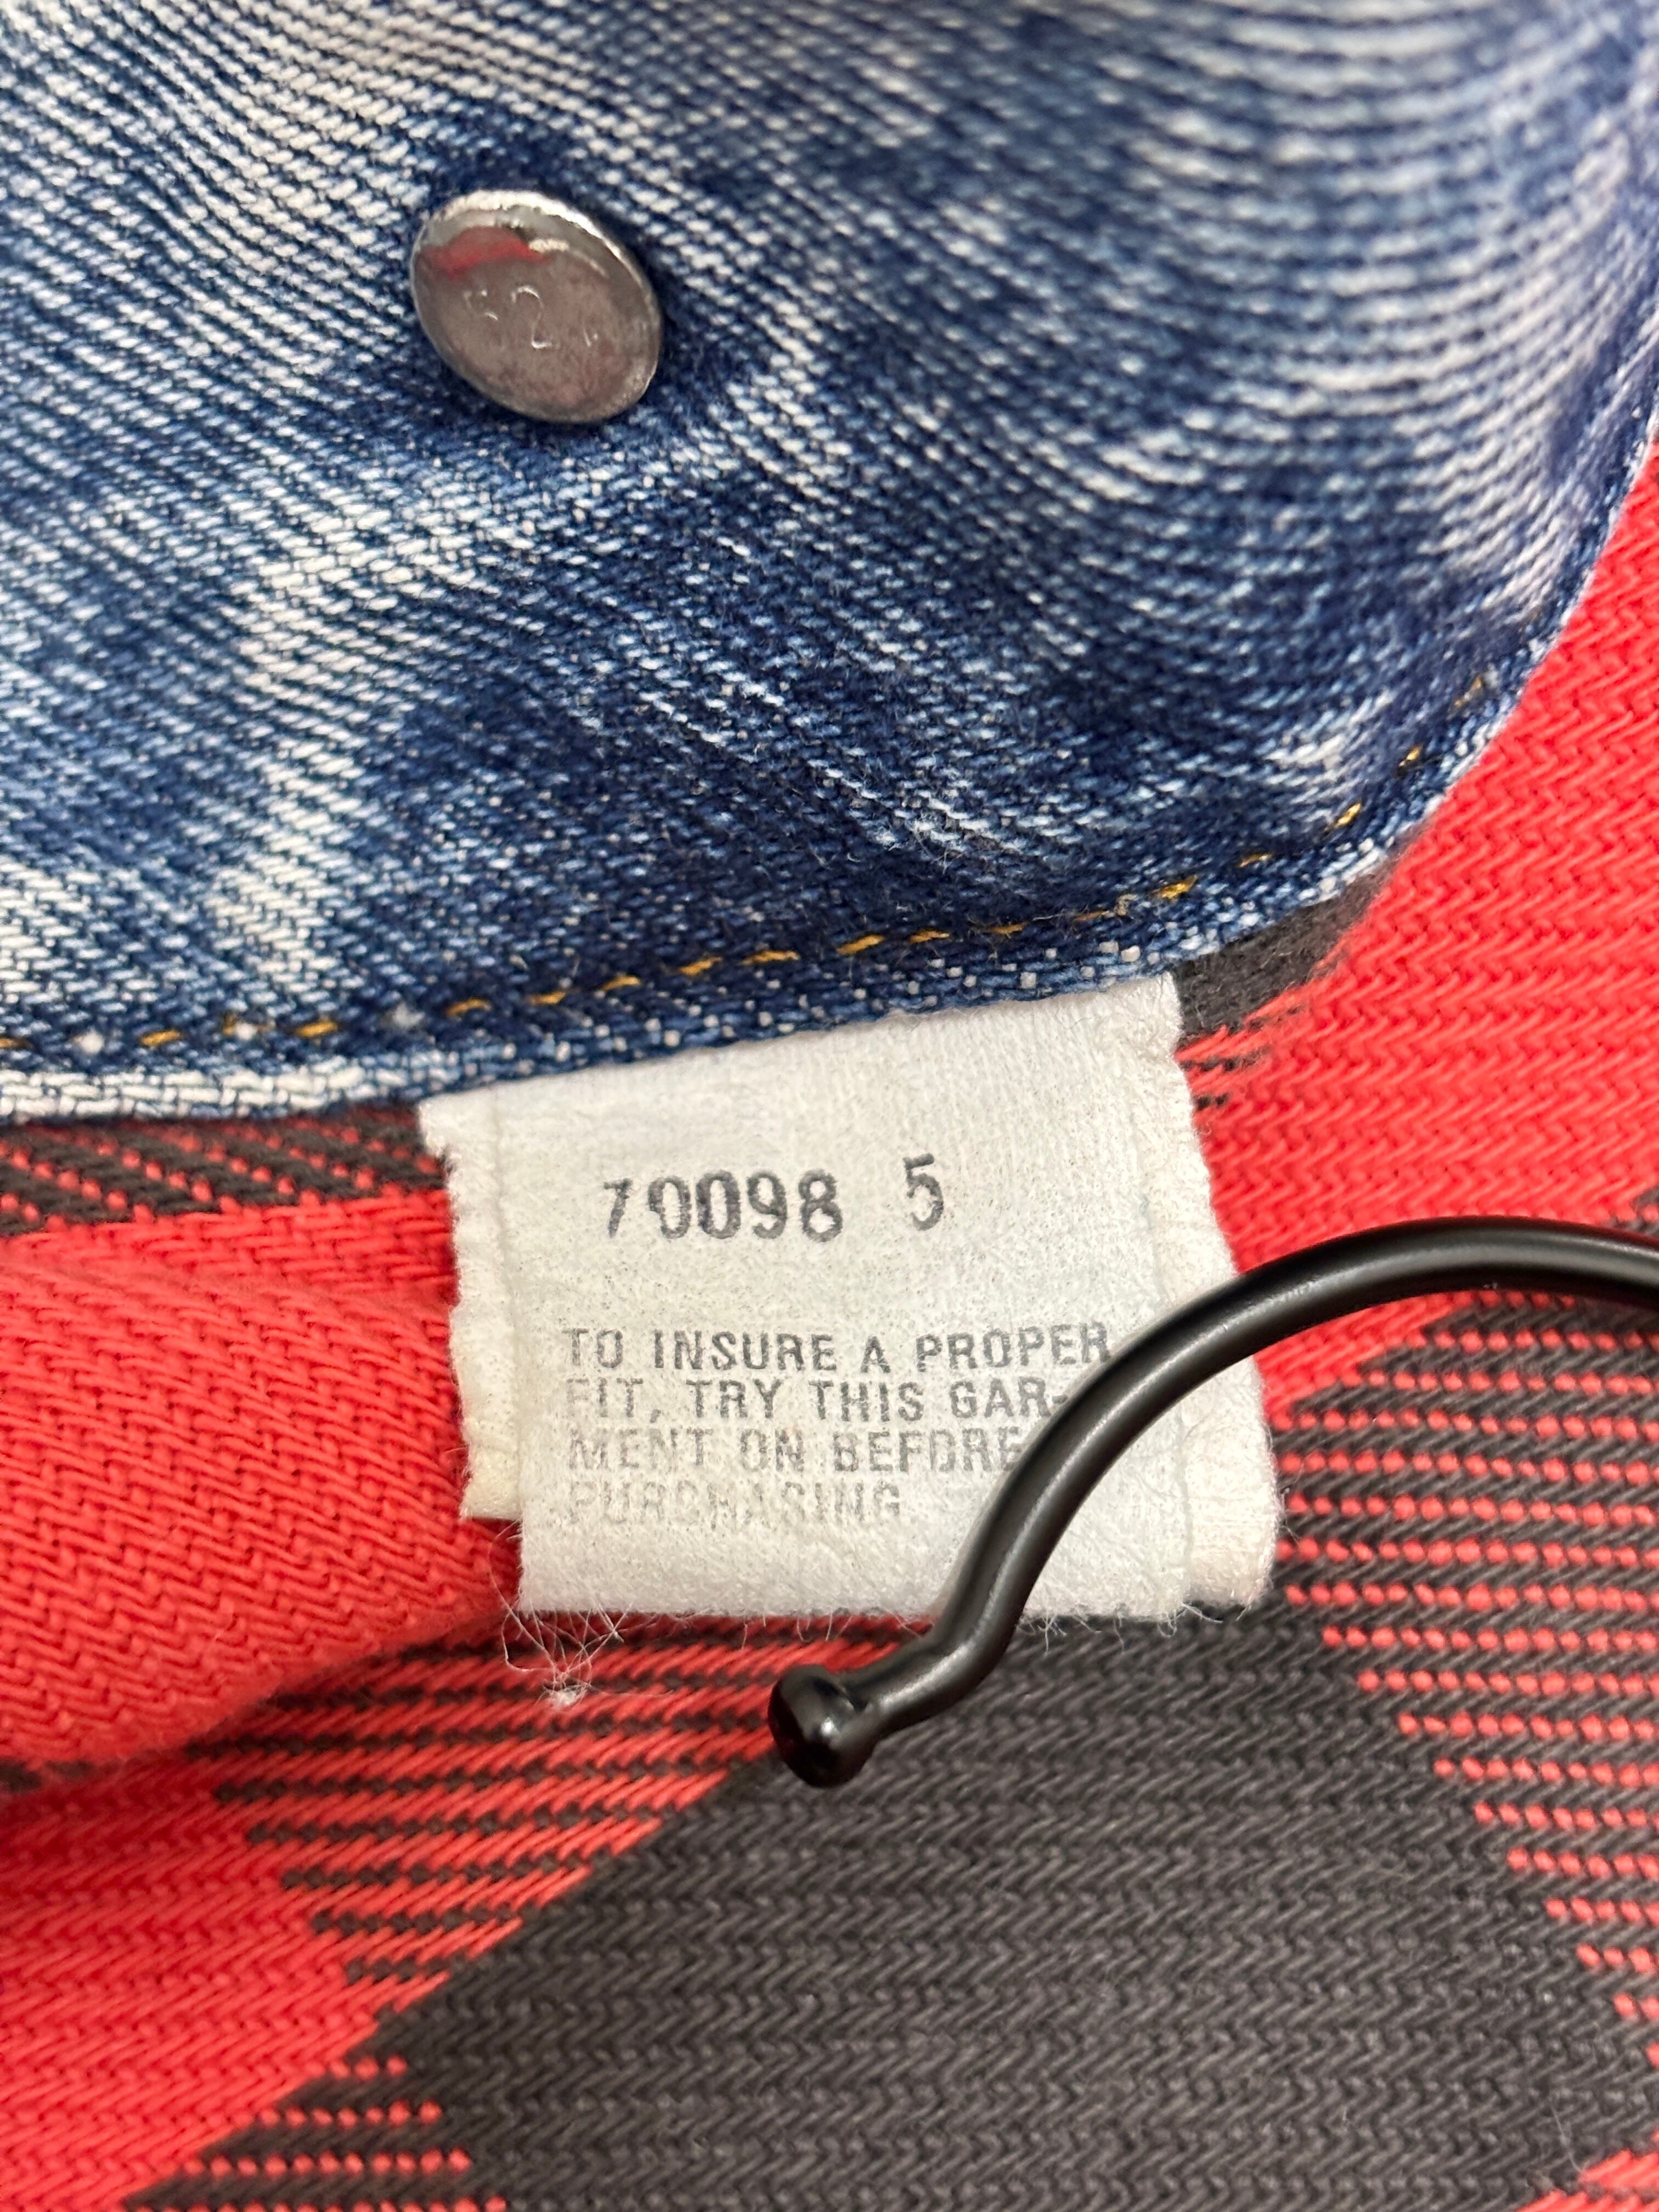 70098 5
TO INSURE A PROPER
FIT, TRY THIS GAR-
MENT ON BEFORE
PURCHASING